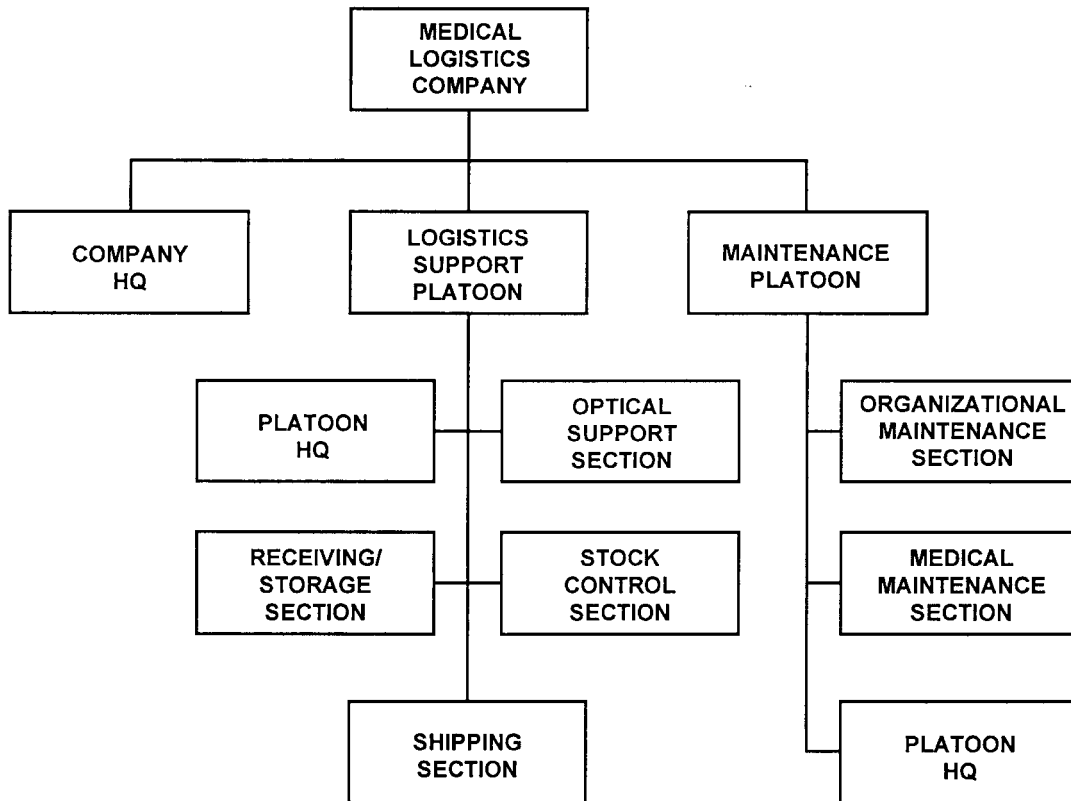 MEDICAL
LOGISTICS
COMPANY
COMPANY
HQ
LOGISTICS
SUPPORT
PLATOON
MAINTENANCE
PLATOON
PLATOON
HQ
OPTICAL
SUPPORT
SECTION
ORGANIZATIONAL
MAINTENANCE
SECTION
RECEIVING/
STORAGE
SECTION
STOCK
CONTROL
SECTION
MEDICAL
MAINTENANCE
SECTION
SHIPPING
SECTION
PLATOON
HQ